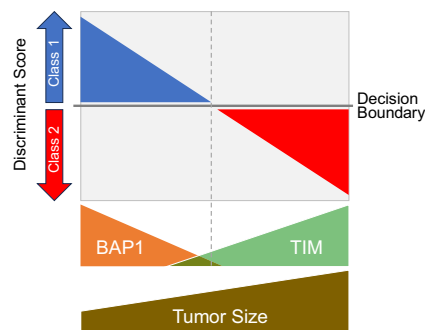 Discriminant Score
Class 1
Class 2
Decision
Boundary
BAP1
TIM
Tumor Size